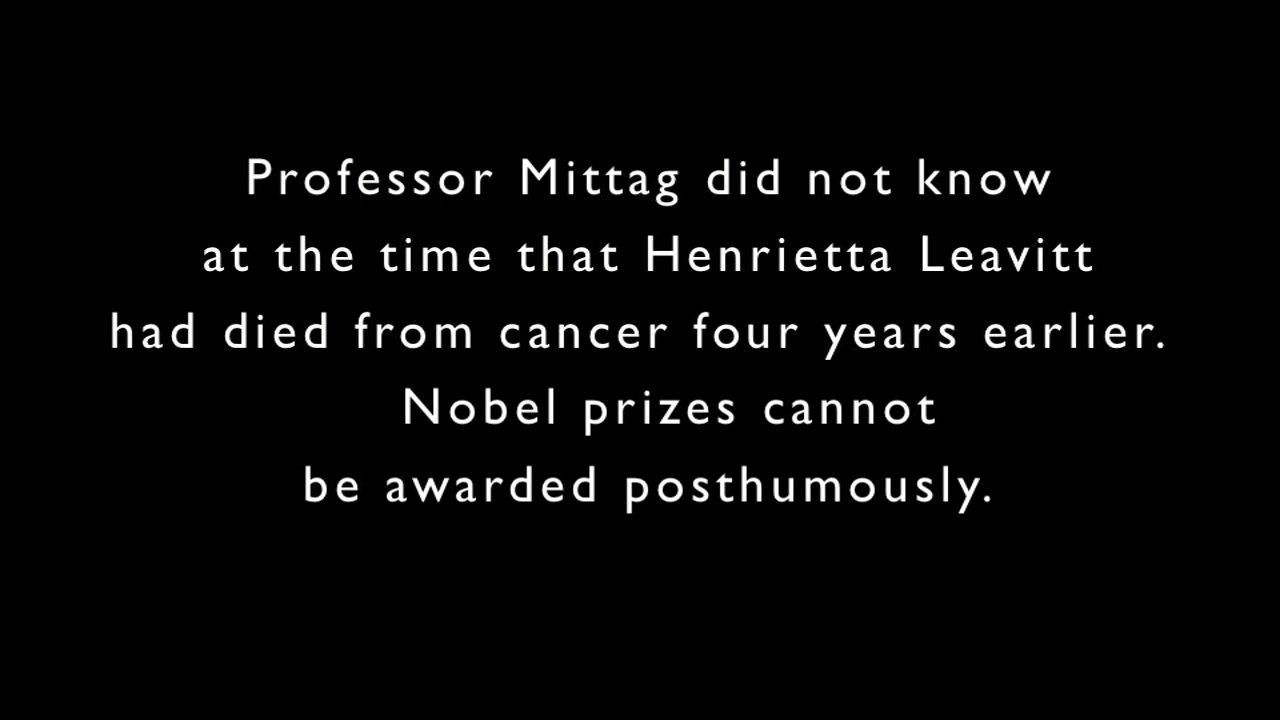 Professor Mittag did not know
at the time that Henrietta Leavitt
had died from cancer four years earlier.
Nobel prizes cannot
be awarded posthumously.